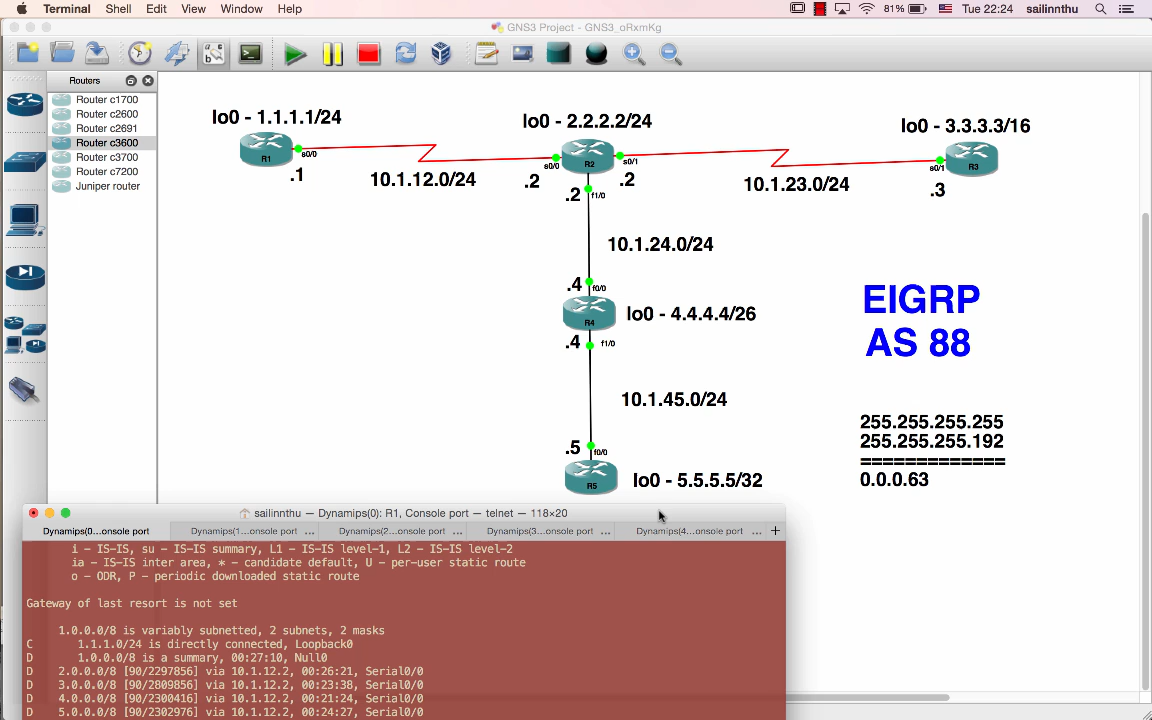 Terminal Shell Edit View Window Help
81% Tue 22:24 sailinnthu
GNS3 Project - GNS3_oRxmKg
Routers
Router c1700
Router c2600
Router c2691
Router c3600
Router c3700
Router c7200
Juniper router
lo0 - 1.1.1.1/24
lo0 - 2.2.2.2/24
lo0 - 3.3.3.3/16
R1
s0/0
.1
10.1.12.0/24
s0/0
.2
R2
s0/1
.2
10.1.23.0/24
s0/1
.3
R3
.2
f1/0
10.1.24.0/24
.4
f0/0
R4
lo0 - 4.4.4.4/26
.4
f1/0
EIGRP
AS 88
10.1.45.0/24
.5
f0/0
R5
lo0 - 5.5.5.5/32
255.255.255.255
255.255.255.192
=============
0.0.0.63
sailinnthu — Dynamips(0): R1, Console port — telnet — 118×20
Dynamips(0...onsole port
Dynamips(1...onsole port ...
Dynamips(2...onsole port ...
Dynamips(3...onsole port ...
Dynamips(4...onsole port ...
+
i - IS-IS, su - IS-IS summary, L1 - IS-IS level-1, L2 - IS-IS level-2
ia - IS-IS inter area, * - candidate default, U - per-user static route
o - ODR, P - periodic downloaded static route
Gateway of last resort is not set
1.0.0.0/8 is variably subnetted, 2 subnets, 2 masks
C 1.1.1.0/24 is directly connected, Loopback0
D 1.0.0.0/8 is a summary, 00:27:10, Null0
D 2.0.0.0/8 [90/2297856] via 10.1.12.2, 00:26:21, Serial0/0
D 3.0.0.0/8 [90/2809856] via 10.1.12.2, 00:23:38, Serial0/0
D 4.0.0.0/8 [90/2300416] via 10.1.12.2, 00:21:24, Serial0/0
D 5.0.0.0/8 [90/2302976] via 10.1.12.2, 00:24:27, Serial0/0